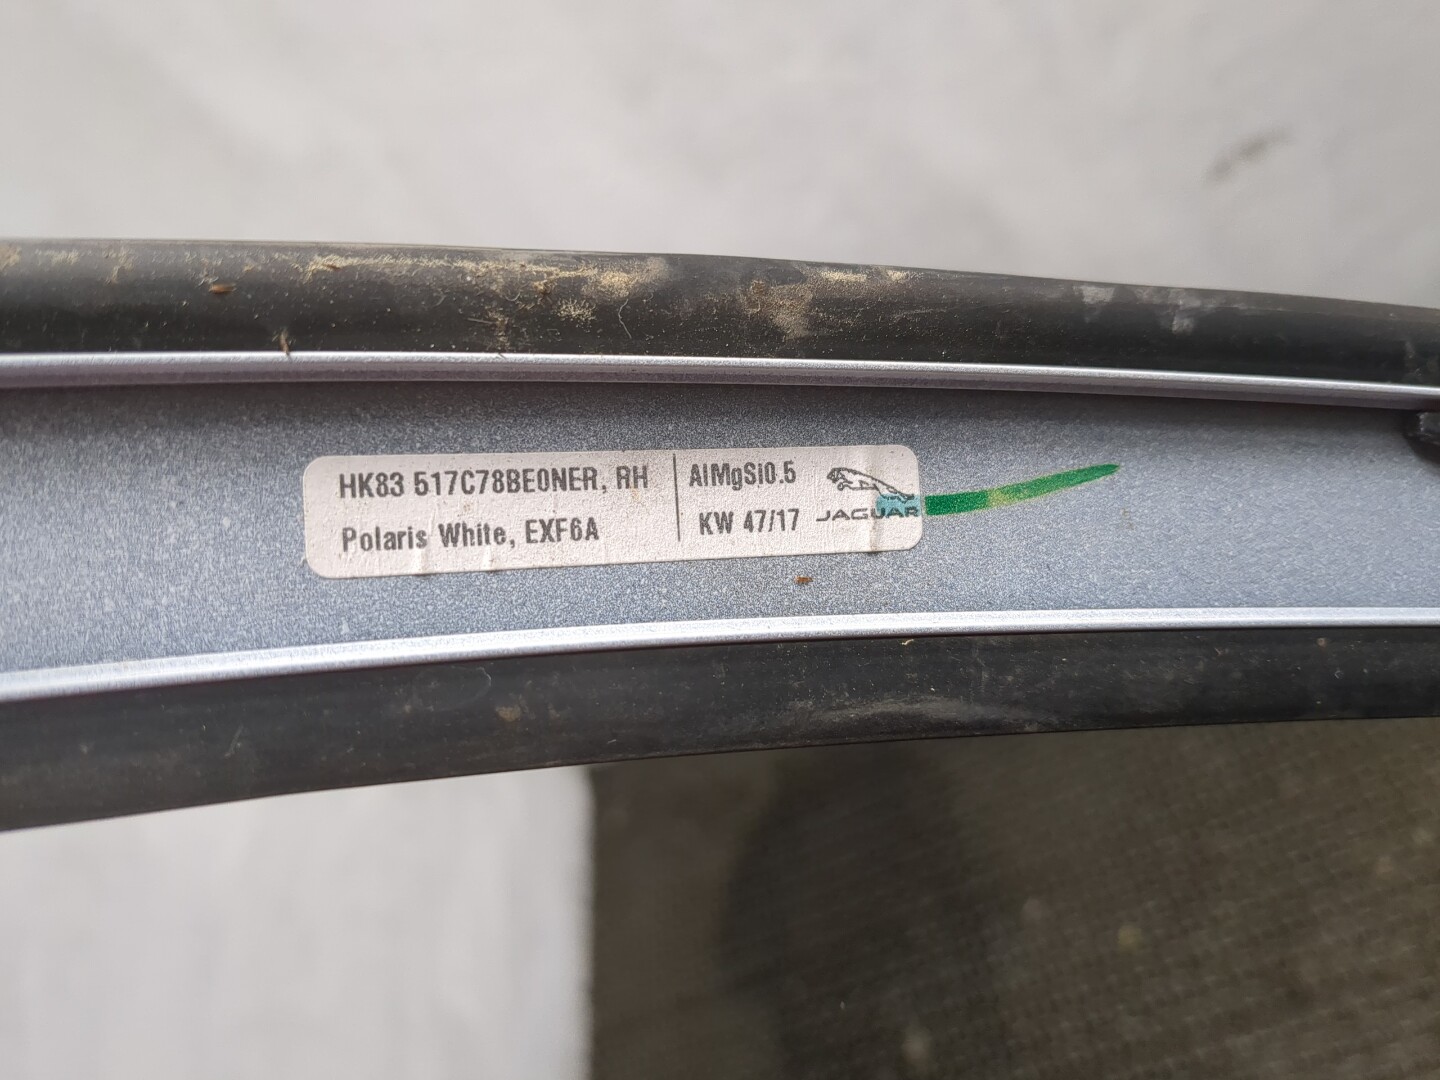 HK83 517C78BE0NER, RH
Polaris White, EXF6A
AlMgSi0.5
KW 47/17
JAGUAR